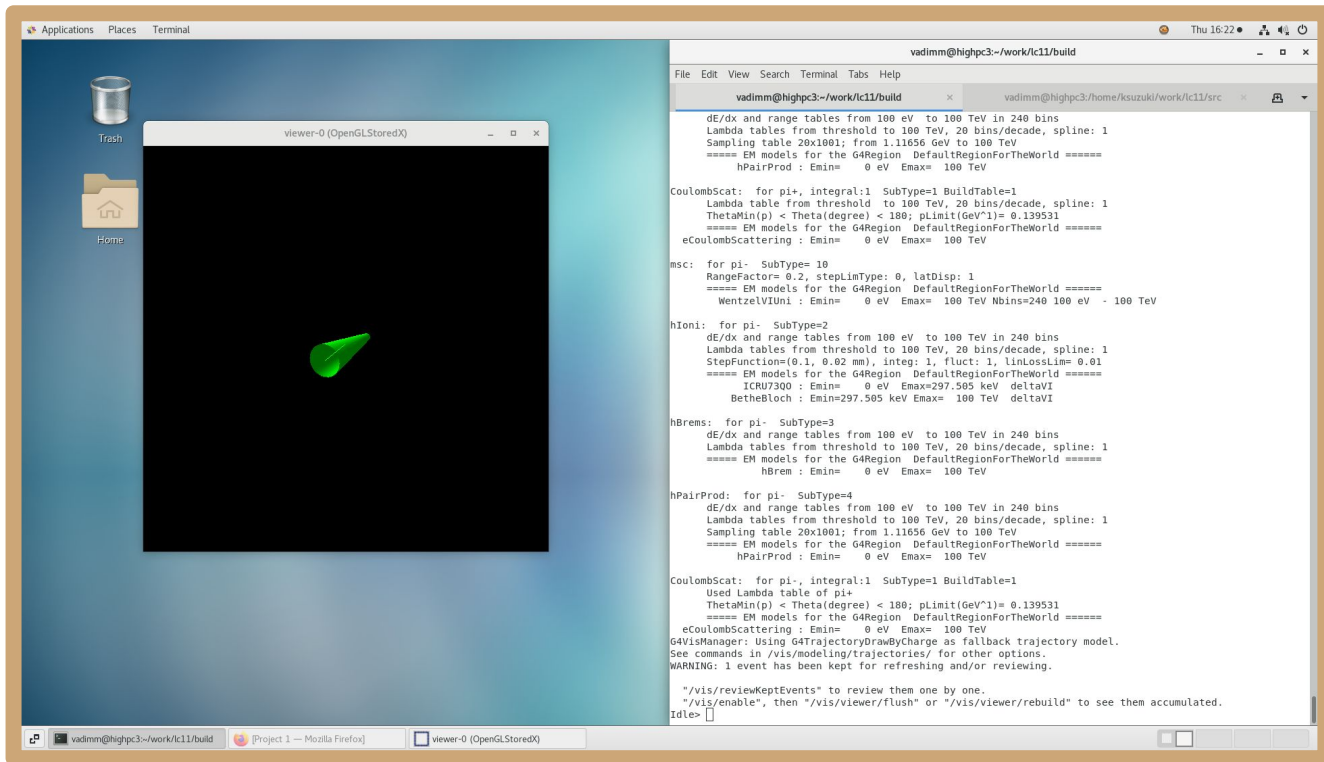 Applications Places Terminal
Thu 16:22
Trash
Home
viewer-0 (OpenGLStoredX)
vadimm@highpc3:~/work/lc11/build
File Edit View Search Terminal Tabs Help
vadimm@highpc3:~/work/lc11/build
vadimm@highpc3:/home/ksuzuki/work/lc11/src
dE/dx and range tables from 100 eV  to 100 TeV in 240 bins
Lambda tables from threshold to 100 TeV, 20 bins/decade, spline: 1
Sampling table 20x1001; from 1.11656 GeV to 100 TeV
===== EM models for the G4Region  DefaultRegionForTheWorld ======
hPairProd : Emin=    0 eV  Emax=  100 TeV
CoulombScat:  for pi+, integral:1  SubType=1 BuildTable=1
Lambda table from threshold  to 100 TeV, 20 bins/decade, spline: 1
ThetaMin(p) < Theta(degree) < 180; pLimit(GeV^1)= 0.139531
===== EM models for the G4Region  DefaultRegionForTheWorld ======
eCoulombScattering : Emin=    0 eV  Emax=  100 TeV
msc:  for pi-  SubType= 10
RangeFactor= 0.2, stepLimType: 0, latDisp: 1
===== EM models for the G4Region  DefaultRegionForTheWorld ======
WentzelVIUni : Emin=    0 eV  Emax=  100 TeV Nbins=240 100 eV  - 100 TeV
hIoni:  for pi-  SubType=2
dE/dx and range tables from 100 eV  to 100 TeV in 240 bins
Lambda tables from threshold to 100 TeV, 20 bins/decade, spline: 1
StepFunction=(0.1, 0.02 mm), integ: 1, fluct: 1, linLossLim= 0.01
===== EM models for the G4Region  DefaultRegionForTheWorld ======
ICRU73QO : Emin=    0 eV  Emax=297.505 keV  deltaVI
BetheBloch : Emin=297.505 keV Emax=  100 TeV  deltaVI
hBrems:  for pi-  SubType=3
dE/dx and range tables from 100 eV  to 100 TeV in 240 bins
Lambda tables from threshold to 100 TeV, 20 bins/decade, spline: 1
===== EM models for the G4Region  DefaultRegionForTheWorld ======
hBrem : Emin=    0 eV  Emax=  100 TeV
hPairProd:  for pi-  SubType=4
dE/dx and range tables from 100 eV  to 100 TeV in 240 bins
Lambda tables from threshold to 100 TeV, 20 bins/decade, spline: 1
Sampling table 20x1001; from 1.11656 GeV to 100 TeV
===== EM models for the G4Region  DefaultRegionForTheWorld ======
hPairProd : Emin=    0 eV  Emax=  100 TeV
CoulombScat:  for pi-, integral:1  SubType=1 BuildTable=1
Used Lambda table of pi+
ThetaMin(p) < Theta(degree) < 180; pLimit(GeV^1)= 0.139531
===== EM models for the G4Region  DefaultRegionForTheWorld ======
eCoulombScattering : Emin=    0 eV  Emax=  100 TeV
G4VisManager: Using G4TrajectoryDrawByCharge as fallback trajectory model.
See commands in /vis/modeling/trajectories/ for other options.
WARNING: 1 event has been kept for refreshing and/or reviewing.
"/vis/reviewKeptEvents" to review them one by one.
"/vis/enable", then "/vis/viewer/flush" or "/vis/viewer/rebuild" to see them accumulated.
Idle>
vadimm@highpc3:~/work/lc11/build
[Project 1 — Mozilla Firefox]
viewer-0 (OpenGLStoredX)